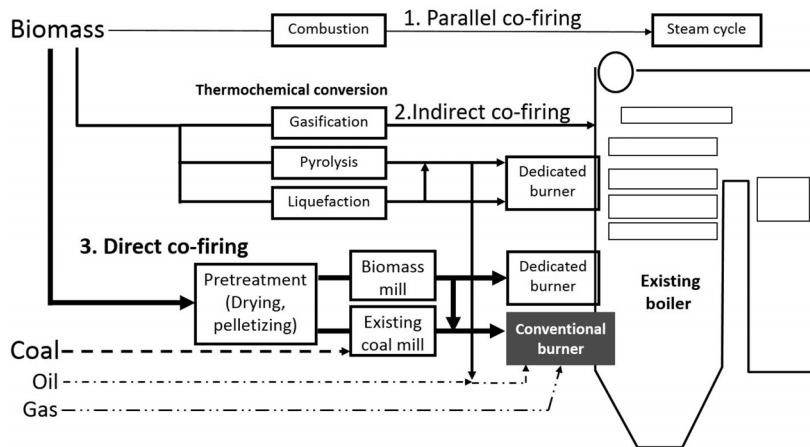 Biomass
Combustion
1. Parallel co-firing
Steam cycle
Thermochemical conversion
Gasification
2.Indirect co-firing
Pyrolysis
Dedicated
burner
Liquefaction
3. Direct co-firing
Pretreatment
(Drying,
pelletizing)
Biomass
mill
Dedicated
burner
Existing
boiler
Existing
coal mill
Conventional
burner
Coal
Oil
Gas